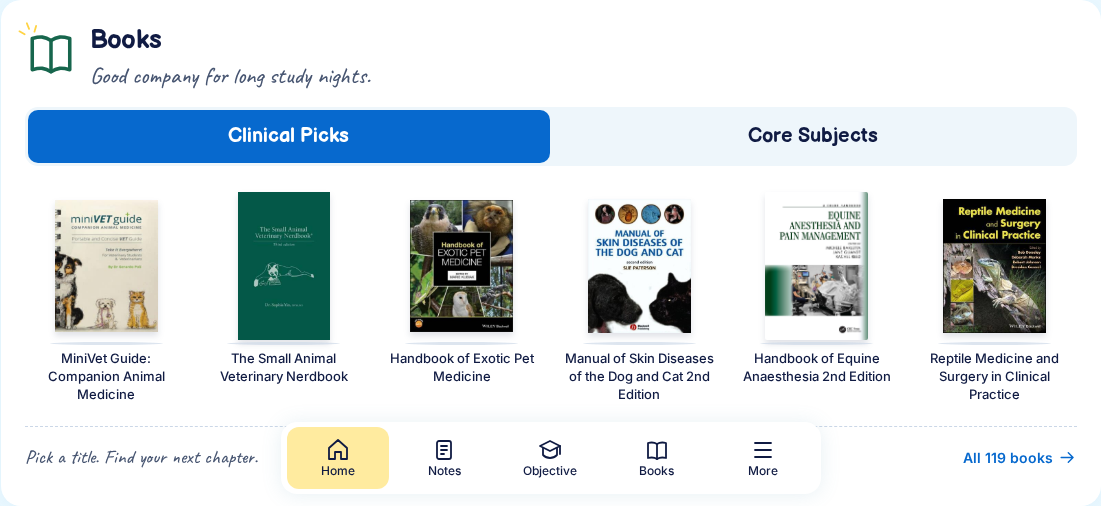 Books
Good company for long study nights.
Clinical Picks
Core Subjects
miniVET guide
COMPANION ANIMAL MEDICINE
The Small Animal
Veterinary Nerdbook
Handbook of
EXOTIC PET
MEDICINE
WILEY Blackwell
MANUAL OF
SKIN DISEASES OF
THE DOG AND CAT
second edition
SUE PATERSON
EQUINE
ANESTHESIA AND
PAIN MANAGEMENT
Reptile Medicine
and Surgery
in Clinical Practice
WILEY Blackwell
MiniVet Guide:
Companion Animal
Medicine
The Small Animal
Veterinary Nerdbook
Handbook of Exotic Pet
Medicine
Manual of Skin Diseases
of the Dog and Cat 2nd
Edition
Handbook of Equine
Anaesthesia 2nd Edition
Reptile Medicine and
Surgery in Clinical
Practice
Pick a title. Find your next chapter.
All 119 books
Home
Notes
Objective
Books
More